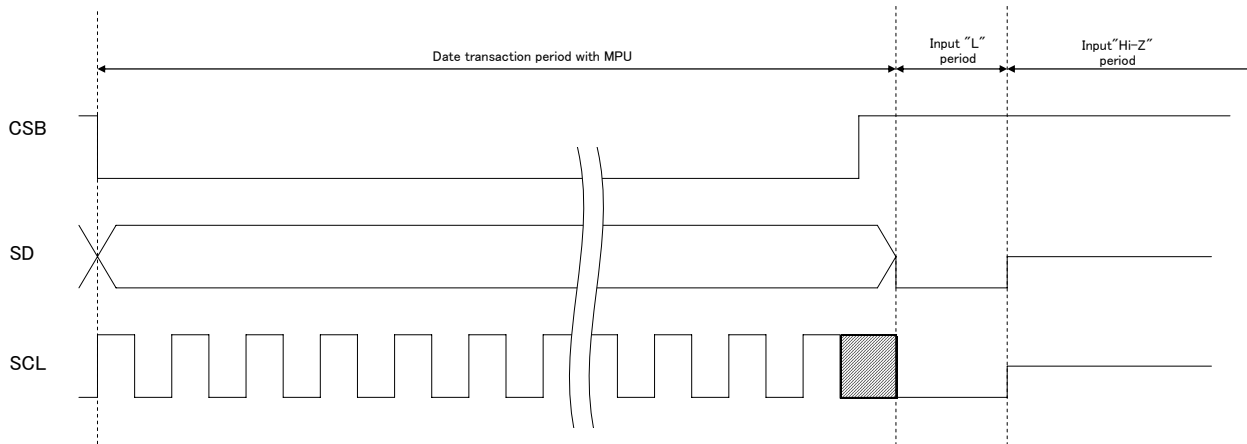 Date transaction period with MPU
Input "L"
period
Input"Hi-Z"
period
CSB
SD
SCL